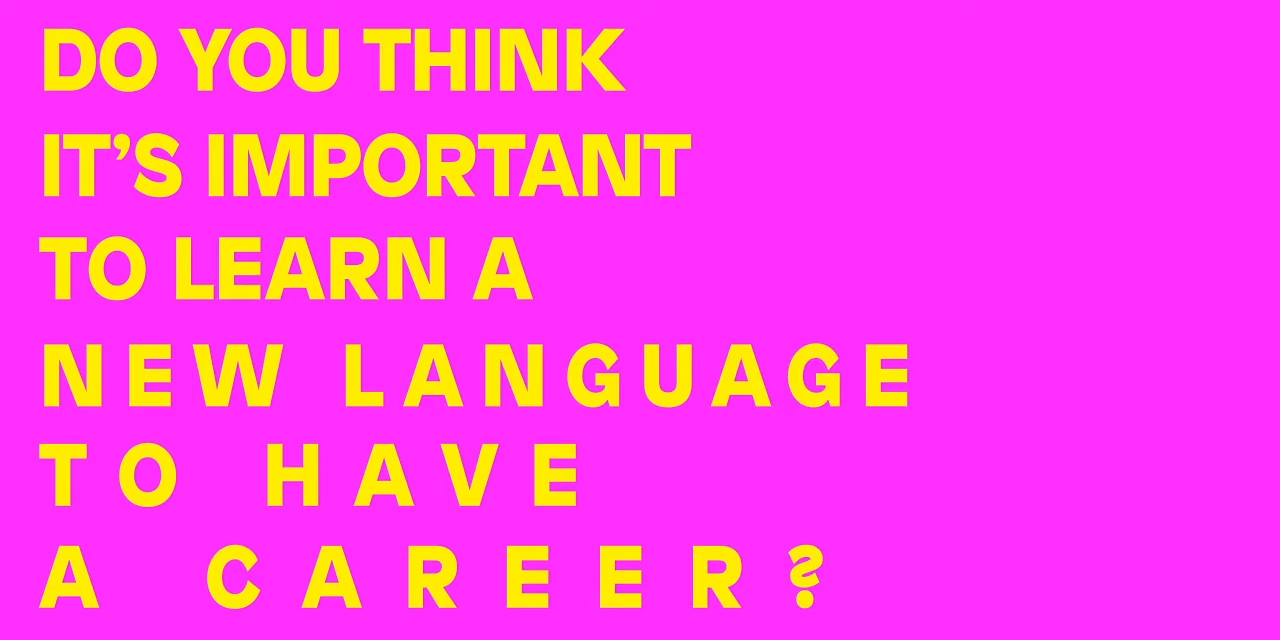 DO YOU THINK
IT’S IMPORTANT
TO LEARN A
NEW LANGUAGE
TO HAVE
A CAREER?